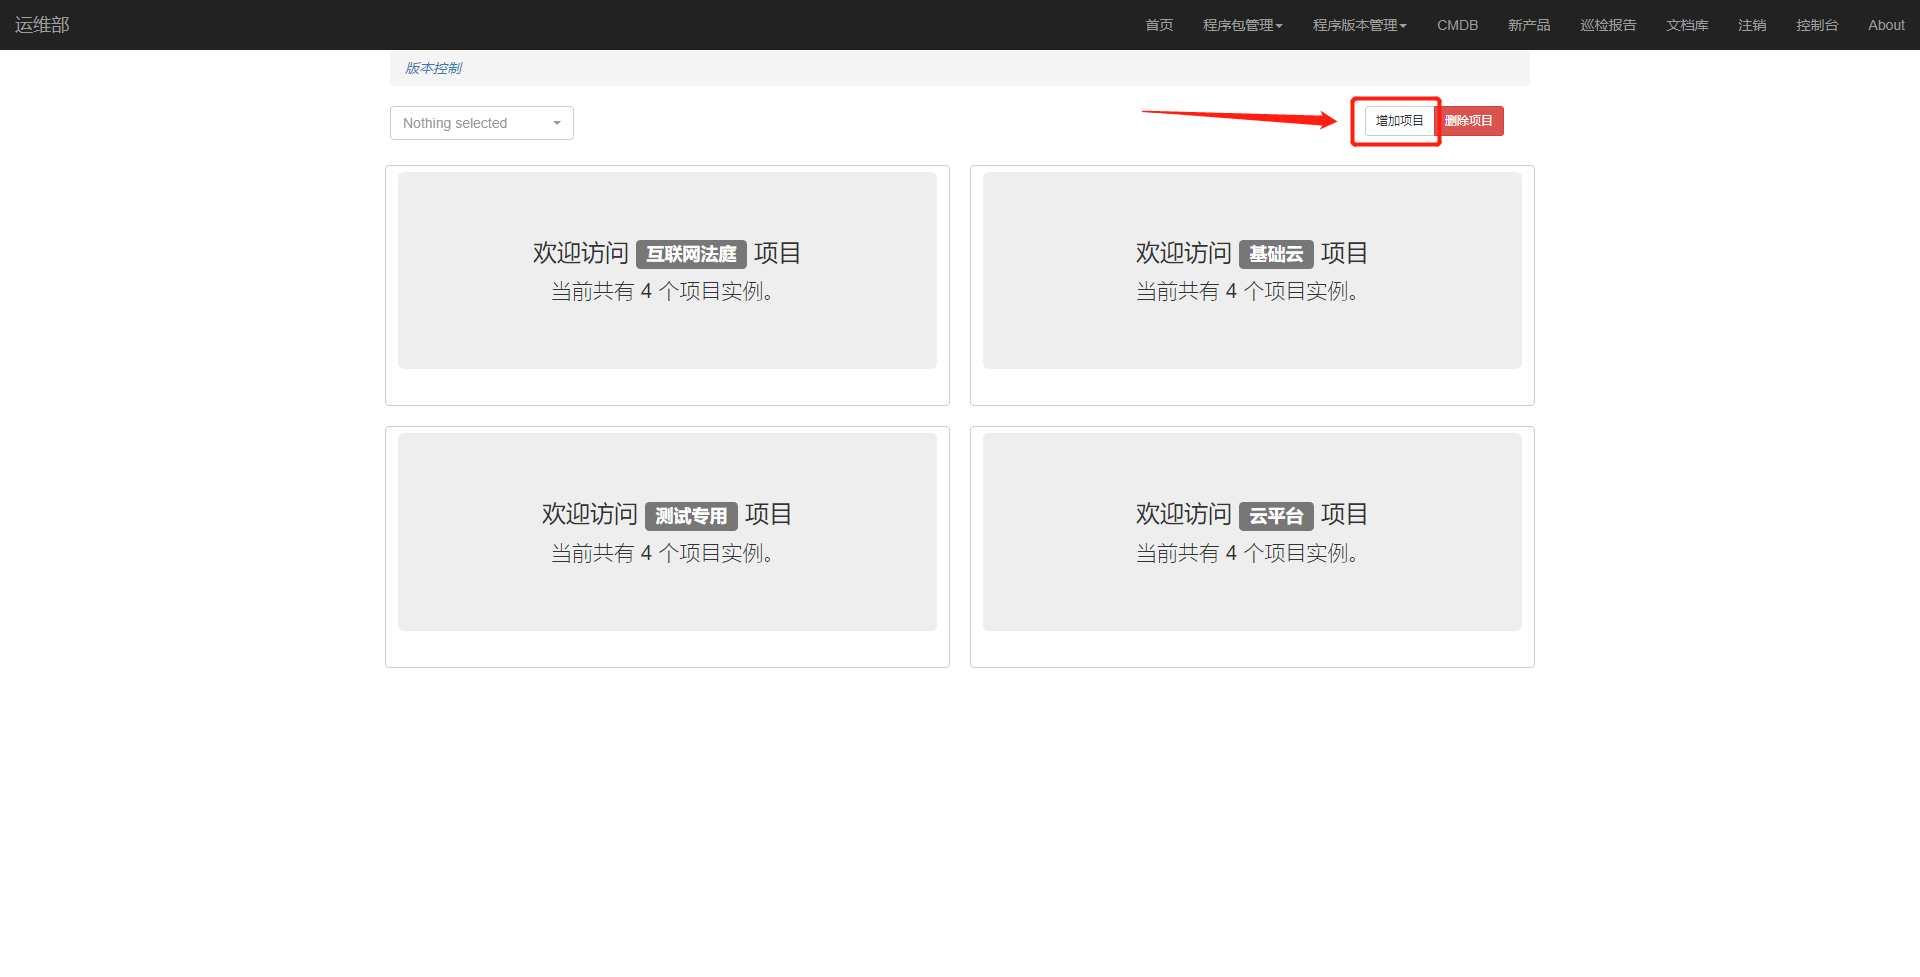 运维部 首页 程序包管理 程序版本管理 CMDB 新产品 巡检报告 文档库 注销 控制台 About
版本控制
Nothing selected 增加项目 删除项目
欢迎访问 互联网法庭 项目
当前共有 4 个项目实例。
欢迎访问 基础云 项目
当前共有 4 个项目实例。
欢迎访问 测试专用 项目
当前共有 4 个项目实例。
欢迎访问 云平台 项目
当前共有 4 个项目实例。